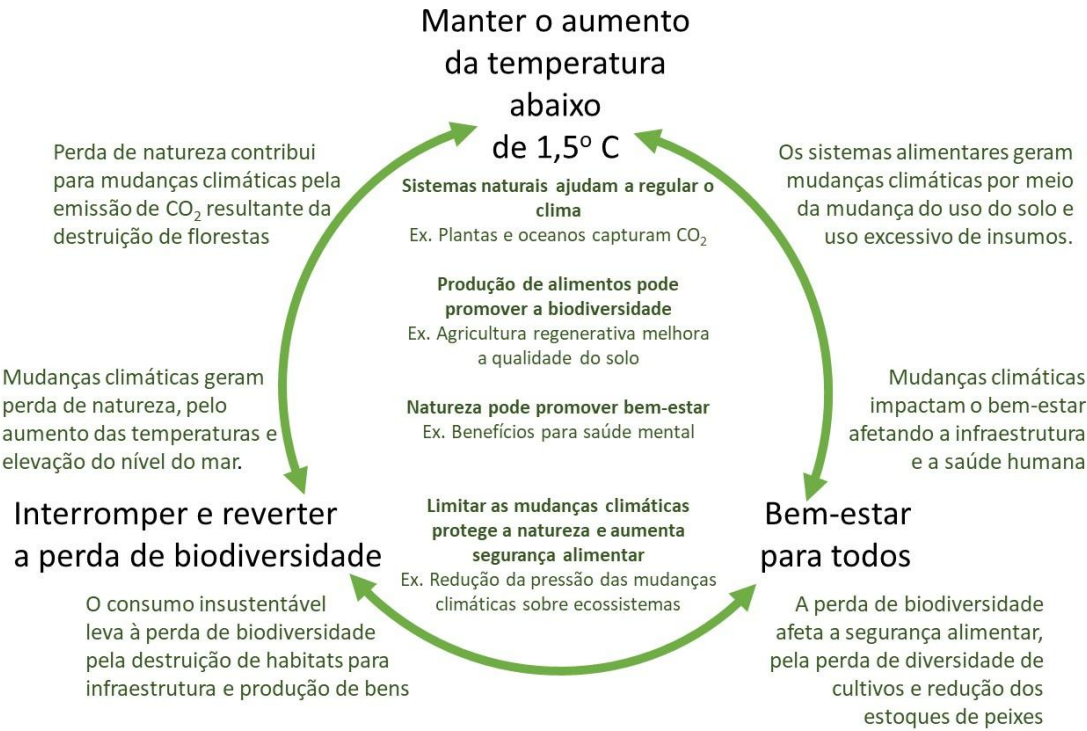 Manter o aumento
da temperatura
abaixo
de 1,5º C
Perda de natureza contribui
para mudanças climáticas pela
emissão de CO₂ resultante da
destruição de florestas
Os sistemas alimentares geram
mudanças climáticas por meio
da mudança do uso do solo e
uso excessivo de insumos.
Sistemas naturais ajudam a regular o
clima
Ex. Plantas e oceanos capturam CO₂
Produção de alimentos pode
promover a biodiversidade
Ex. Agricultura regenerativa melhora
a qualidade do solo
Natureza pode promover bem-estar
Ex. Benefícios para saúde mental
Limitar as mudanças climáticas
protege a natureza e aumenta
segurança alimentar
Ex. Redução da pressão das mudanças
climáticas sobre ecossistemas
Mudanças climáticas geram
perda de natureza, pelo
aumento das temperaturas e
elevação do nível do mar.
Mudanças climáticas
impactam o bem-estar
afetando a infraestrutura
e a saúde humana
Interromper e reverter
a perda de biodiversidade
Bem-estar
para todos
O consumo insustentável
leva à perda de biodiversidade
pela destruição de habitats para
infraestrutura e produção de bens
A perda de biodiversidade
afeta a segurança alimentar,
pela perda de diversidade de
cultivos e redução dos
estoques de peixes